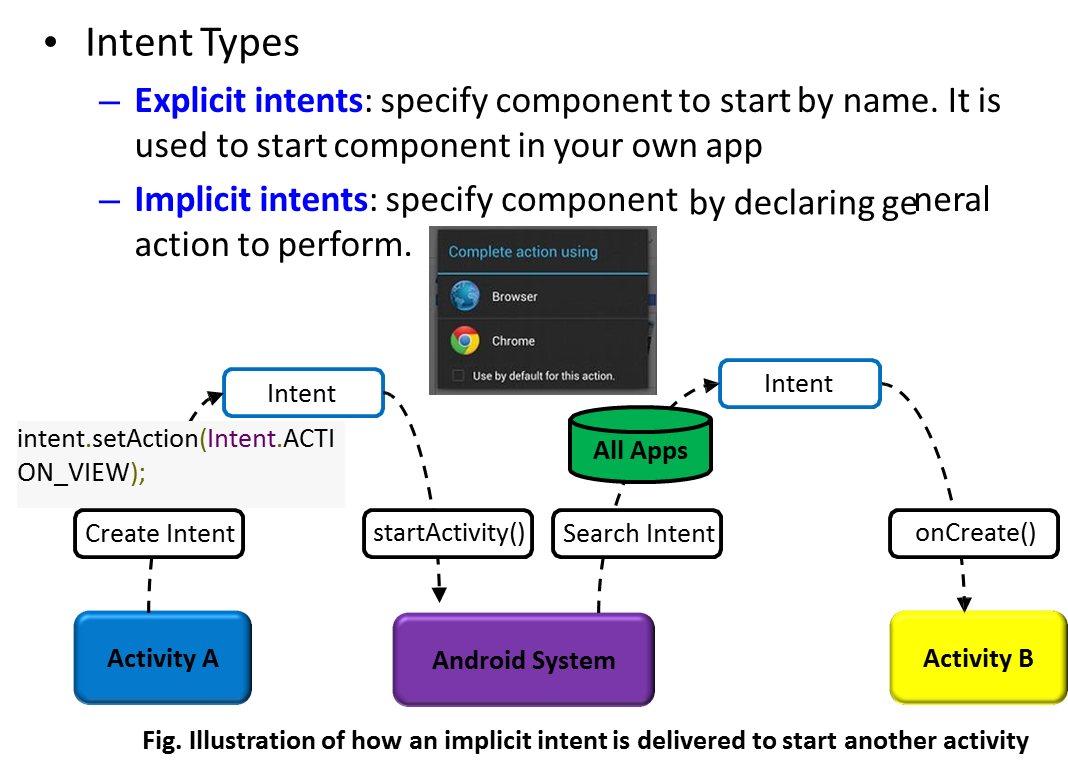 • Intent Types
– Explicit intents: specify component to start by name. It is
used to start component in your own app
– Implicit intents: specify component by declaring general
action to perform.
Complete action using
Browser
Chrome
Use by default for this action.
Intent
Intent
intent.setAction(Intent.ACTI
ON_VIEW);
All Apps
Create Intent
startActivity()
Search Intent
onCreate()
Activity A
Android System
Activity B
Fig. Illustration of how an implicit intent is delivered to start another activity